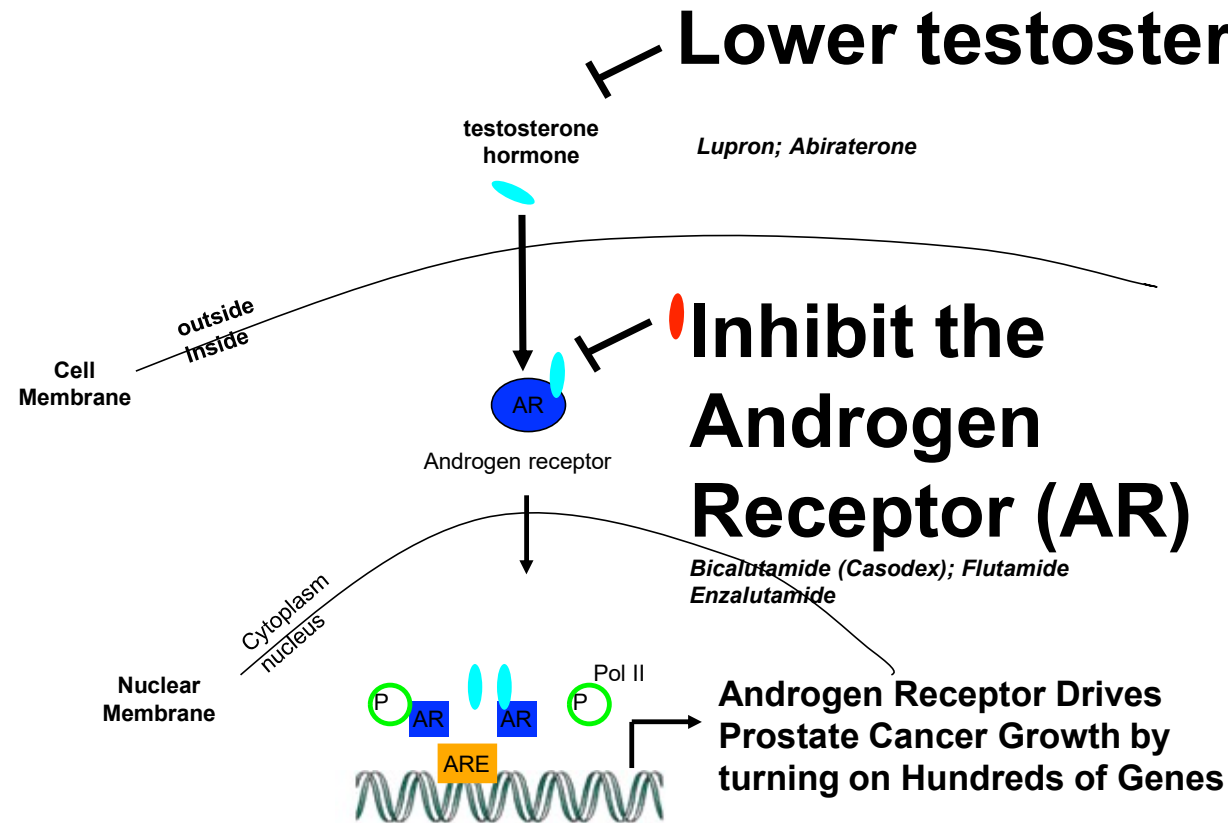 Lower testoster
testosterone
hormone
Lupron; Abiraterone
outside
Inside
Cell
Membrane
Inhibit the
Androgen
Receptor (AR)
AR
Androgen receptor
Bicalutamide (Casodex); Flutamide
Enzalutamide
Cytoplasm
nucleus
Nuclear
Membrane
Pol II
P
P
AR
AR
ARE
Androgen Receptor Drives
Prostate Cancer Growth by
turning on Hundreds of Genes